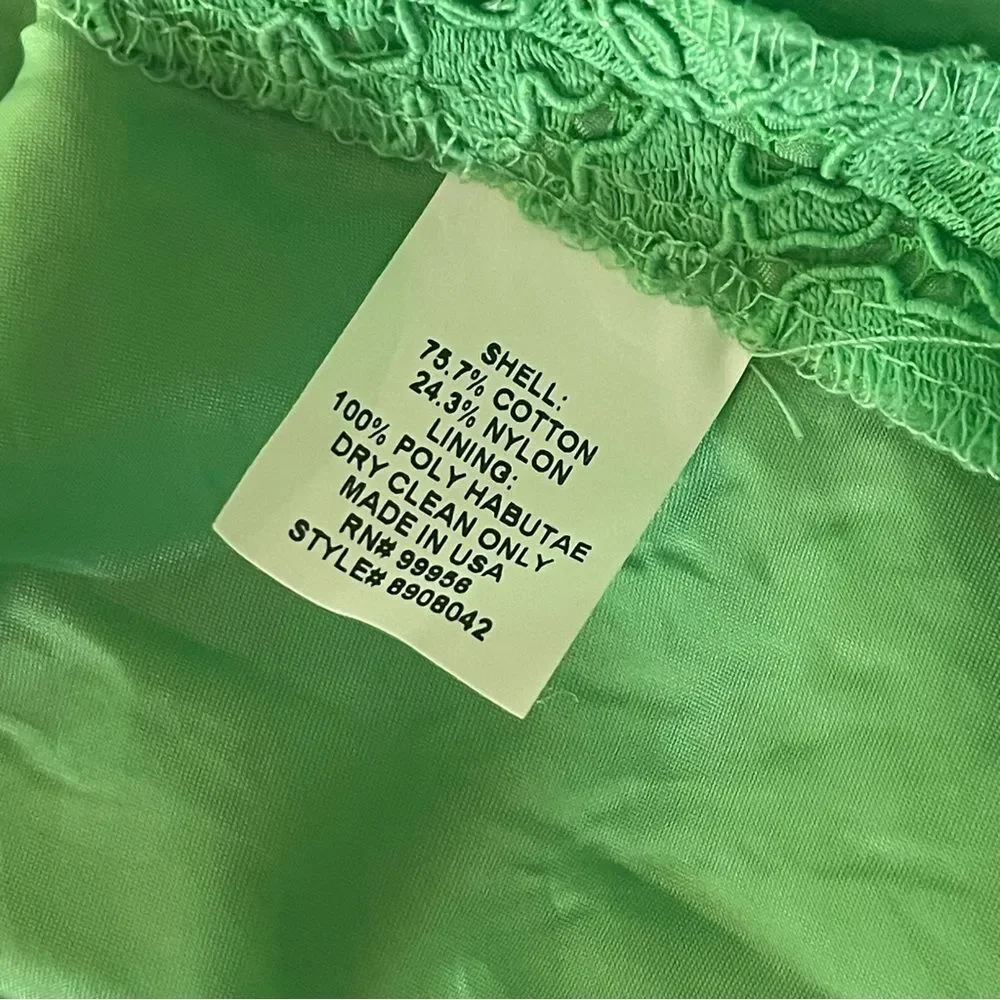 SHELL:
75.7% COTTON
24.3% NYLON
LINING:
100% POLY HABUTAE
DRY CLEAN ONLY
MADE IN USA
RN# 99956
STYLE# 8908042